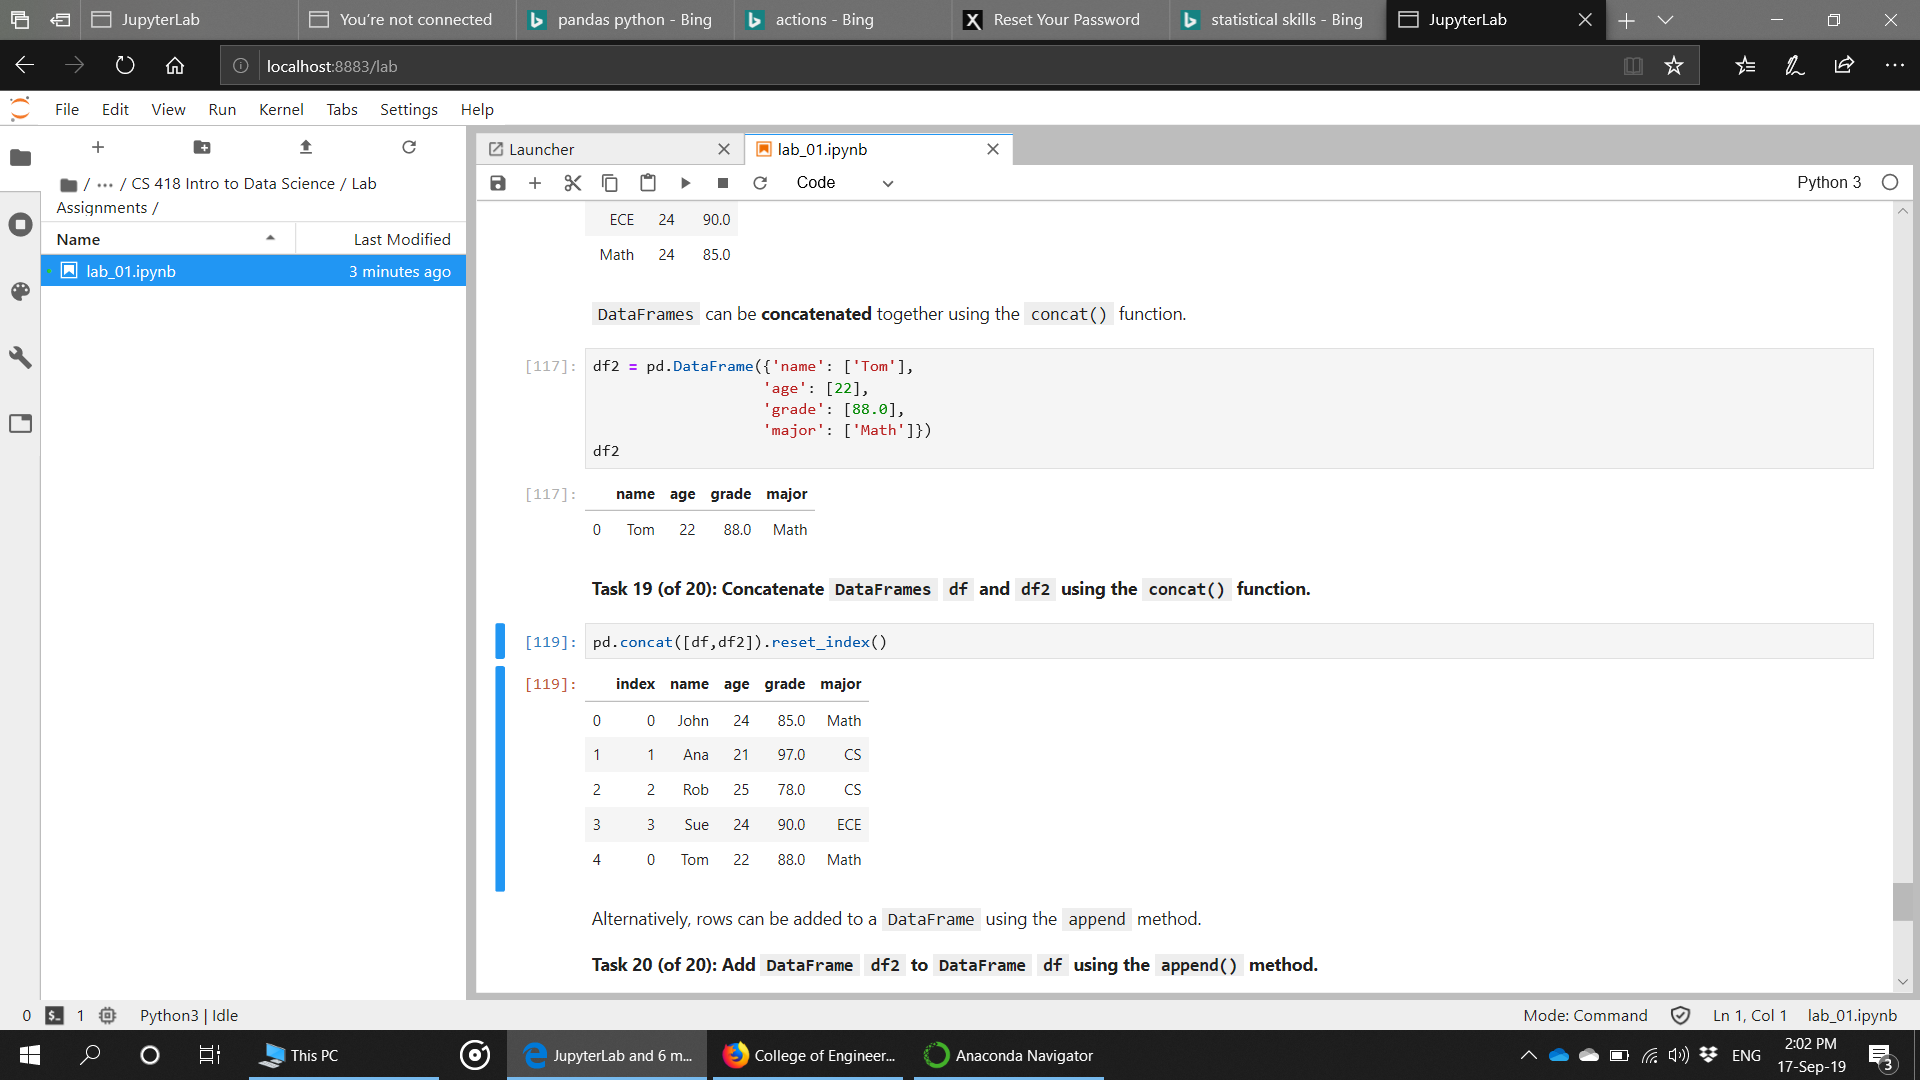 JupyterLab
You're not connected
pandas python - Bing
actions - Bing
Reset Your Password
statistical skills - Bing
JupyterLab
localhost:8883/lab
File Edit View Run Kernel Tabs Settings Help
/ ··· / CS 418 Intro to Data Science / Lab
Assignments /
Name Last Modified
lab_01.ipynb 3 minutes ago
Launcher
lab_01.ipynb
Code
Python 3
ECE 24 90.0
Math 24 85.0
DataFrames can be concatenated together using the concat() function.
[117]: df2 = pd.DataFrame({'name': ['Tom'],
'age': [22],
'grade': [88.0],
'major': ['Math']})
df2
[117]: name age grade major
0 Tom 22 88.0 Math
Task 19 (of 20): Concatenate DataFrames df and df2 using the concat() function.
[119]: pd.concat([df,df2]).reset_index()
[119]: index name age grade major
0 0 John 24 85.0 Math
1 1 Ana 21 97.0 CS
2 2 Rob 25 78.0 CS
3 3 Sue 24 90.0 ECE
4 0 Tom 22 88.0 Math
Alternatively, rows can be added to a DataFrame using the append method.
Task 20 (of 20): Add DataFrame df2 to DataFrame df using the append() method.
0 $_ 1 Python3 | Idle
Mode: Command Ln 1, Col 1 lab_01.ipynb
This PC
JupyterLab and 6 m...
College of Engineer...
Anaconda Navigator
ENG
2:02 PM
17-Sep-19
3